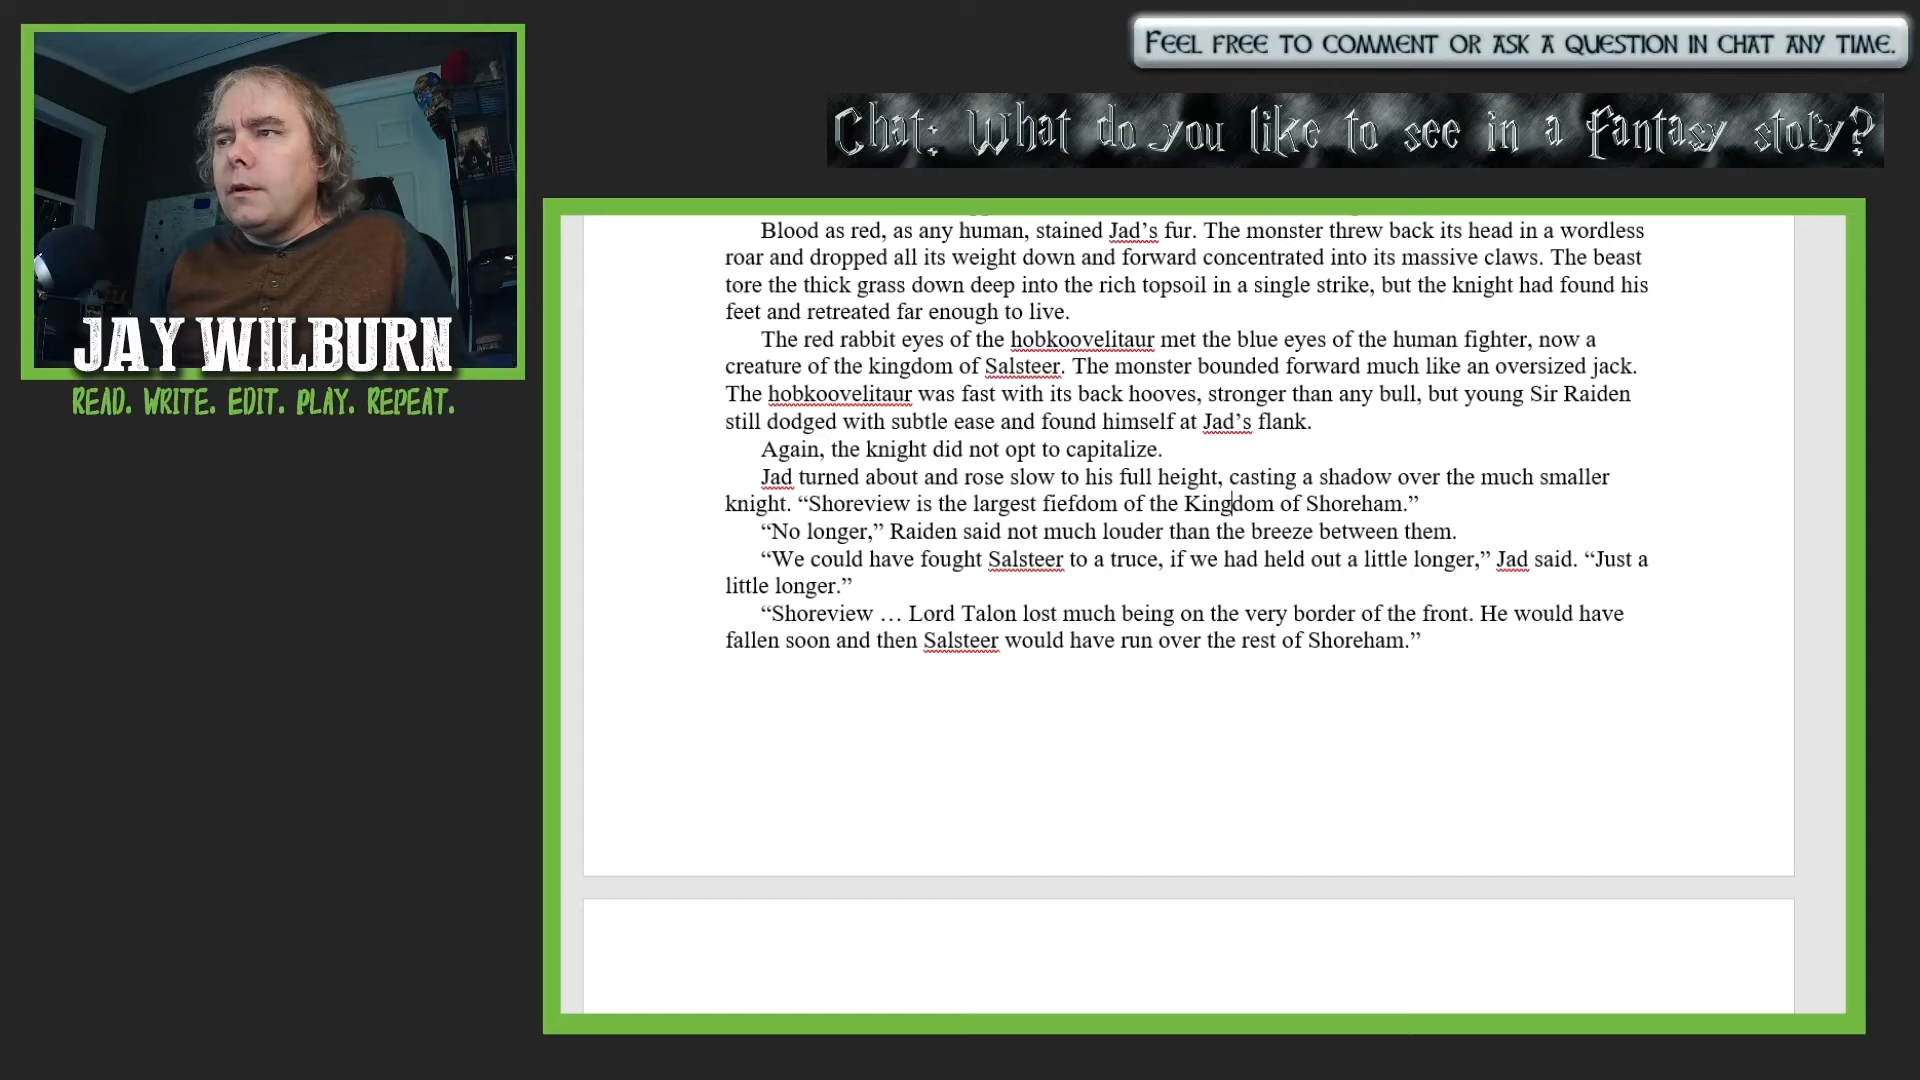 FEEL FREE TO COMMENT OR ASK A QUESTION IN CHAT ANY TIME.
Chat: What do you like to see in a fantasy story?
JAY WILBURN
READ. WRITE. EDIT. PLAY. REPEAT.
Blood as red, as any human, stained Jad’s fur. The monster threw back its head in a wordless
roar and dropped all its weight down and forward concentrated into its massive claws. The beast
tore the thick grass down deep into the rich topsoil in a single strike, but the knight had found his
feet and retreated far enough to live.
The red rabbit eyes of the hobkoovelitaur met the blue eyes of the human fighter, now a
creature of the kingdom of Salsteer. The monster bounded forward much like an oversized jack.
The hobkoovelitaur was fast with its back hooves, stronger than any bull, but young Sir Raiden
still dodged with subtle ease and found himself at Jad’s flank.
Again, the knight did not opt to capitalize.
Jad turned about and rose slow to his full height, casting a shadow over the much smaller
knight. “Shoreview is the largest fiefdom of the Kingdom of Shoreham.”
“No longer,” Raiden said not much louder than the breeze between them.
“We could have fought Salsteer to a truce, if we had held out a little longer,” Jad said. “Just a
little longer.”
“Shoreview … Lord Talon lost much being on the very border of the front. He would have
fallen soon and then Salsteer would have run over the rest of Shoreham.”